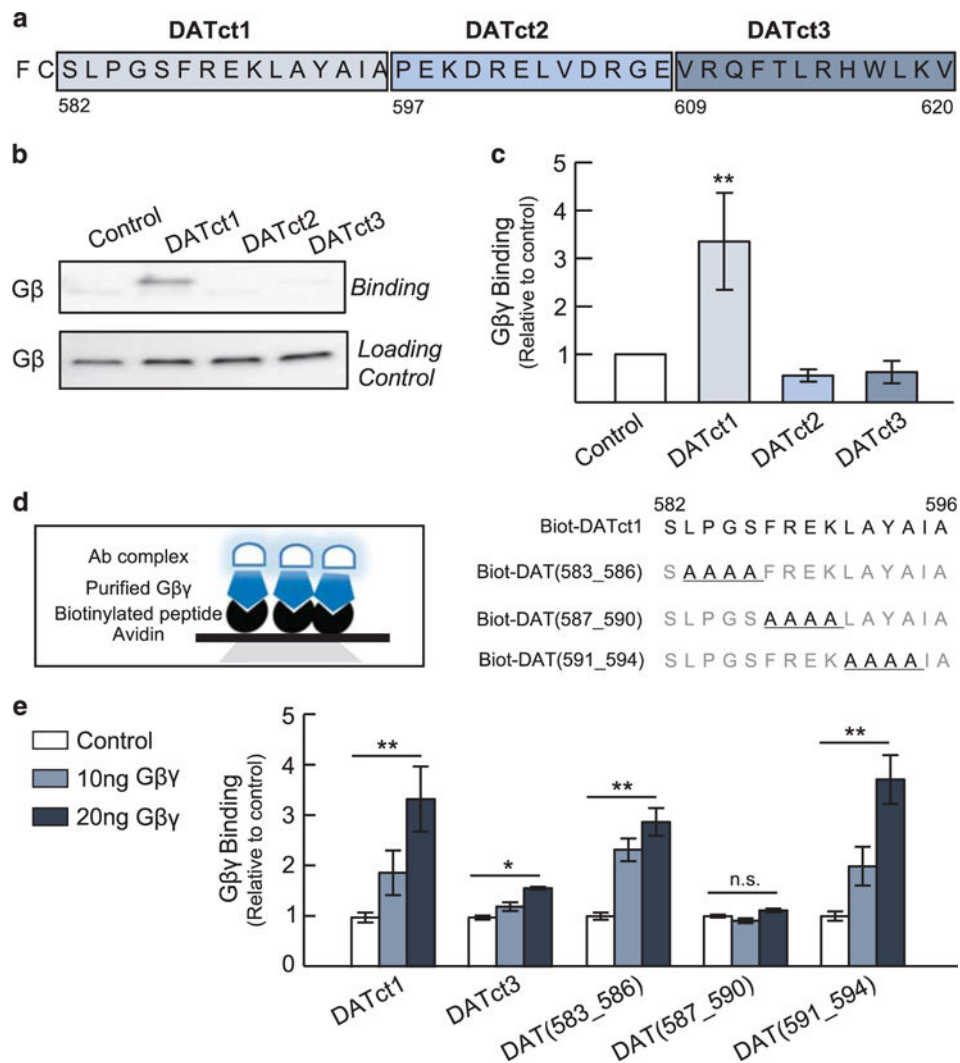 a
DATct1 DATct2 DATct3
F C S L P G S F R E K L A Y A I A P E K D R E L V D R G E V R Q F T L R H W L K V
582 597 609 620
b
Control DATct1 DATct2 DATct3
Gβ Binding
Gβ Loading Control
c
Gβγ Binding
(Relative to control)
5
4
3
2
1
**
Control DATct1 DATct2 DATct3
d
Ab complex
Purified Gβγ
Biotinylated peptide
Avidin
582 596
Biot-DATct1 S L P G S F R E K L A Y A I A
Biot-DAT(583_586) S A A A A F R E K L A Y A I A
Biot-DAT(587_590) S L P G S A A A A L A Y A I A
Biot-DAT(591_594) S L P G S F R E K A A A A I A
e
Control
10ng Gβγ
20ng Gβγ
Gβγ Binding
(Relative to control)
5
4
3
2
1
0
** * ** n.s. **
DATct1 DATct3 DAT(583_586) DAT(587_590) DAT(591_594)